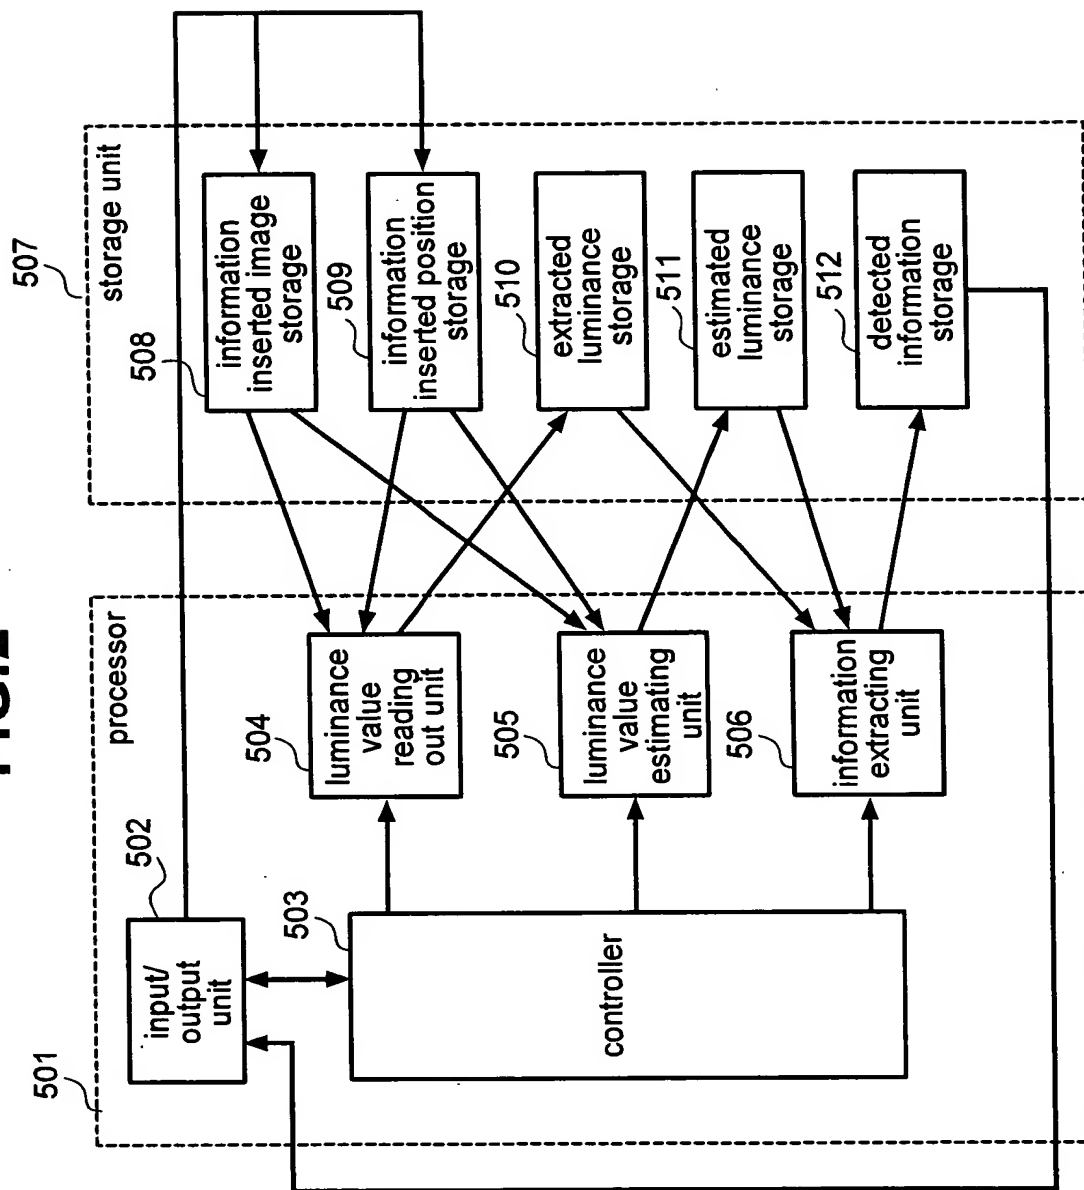 501
processor
502
input/
output
unit
503
controller
504
luminance
value
reading
out unit
505
luminance
value
estimating
unit
506
information
extracting
unit
507
storage unit
508
information
inserted image
storage
509
information
inserted position
storage
510
extracted
luminance
storage
511
estimated
luminance
storage
512
detected
information
storage